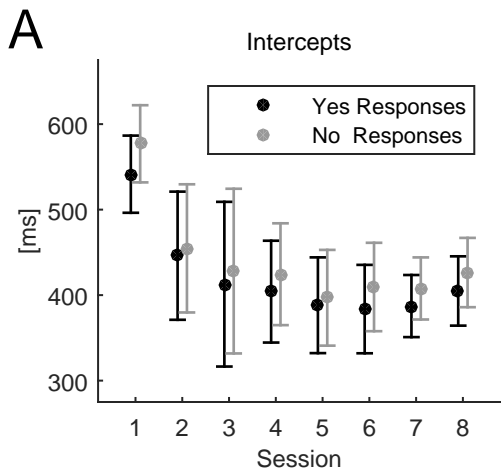 A
Intercepts
Yes Responses
No Responses
600
500
400
300
[ms]
1 2 3 4 5 6 7 8
Session